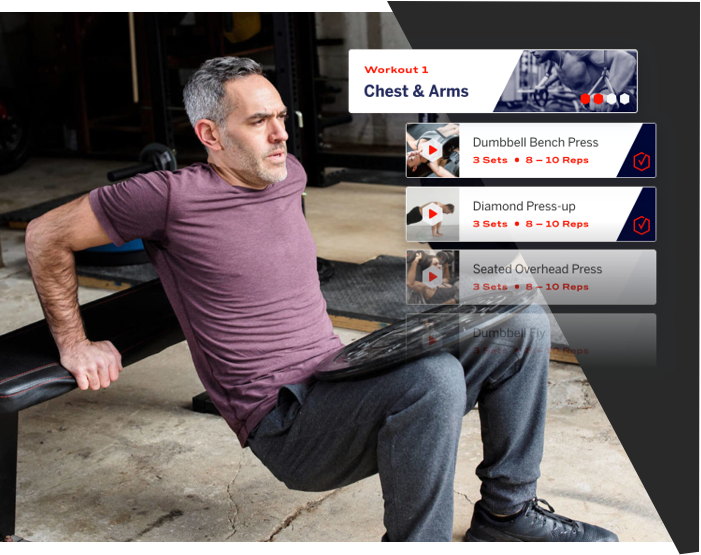 Workout 1
Chest & Arms
Dumbbell Bench Press
3 Sets • 8 – 10 Reps
Diamond Press-up
3 Sets • 8 – 10 Reps
Seated Overhead Press
3 Sets • 8 – 10 Reps
Dumbbell Fly
Reps